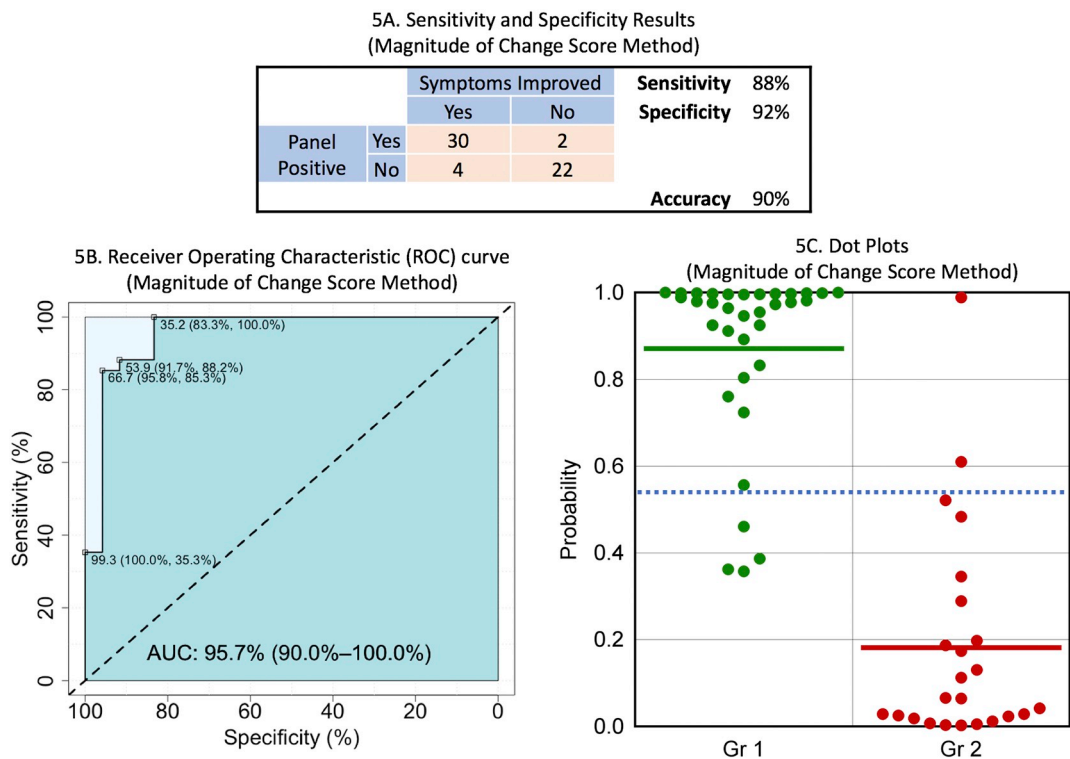 5A. Sensitivity and Specificity Results
(Magnitude of Change Score Method)
Symptoms Improved
Sensitivity 88%
Yes No
Specificity 92%
Panel Positive
Yes 30 2
No 4 22
Accuracy 90%
5B. Receiver Operating Characteristic (ROC) curve
(Magnitude of Change Score Method)
Sensitivity (%)
100
80
60
40
20
0
35.2 (83.3%, 100.0%)
53.9 (91.7%, 88.2%)
66.7 (95.8%, 85.3%)
99.3 (100.0%, 35.3%)
AUC: 95.7% (90.0%–100.0%)
100 80 60 40 20 0
Specificity (%)
5C. Dot Plots
(Magnitude of Change Score Method)
Probability
1.0
0.8
0.6
0.4
0.2
0.0
Gr 1 Gr 2